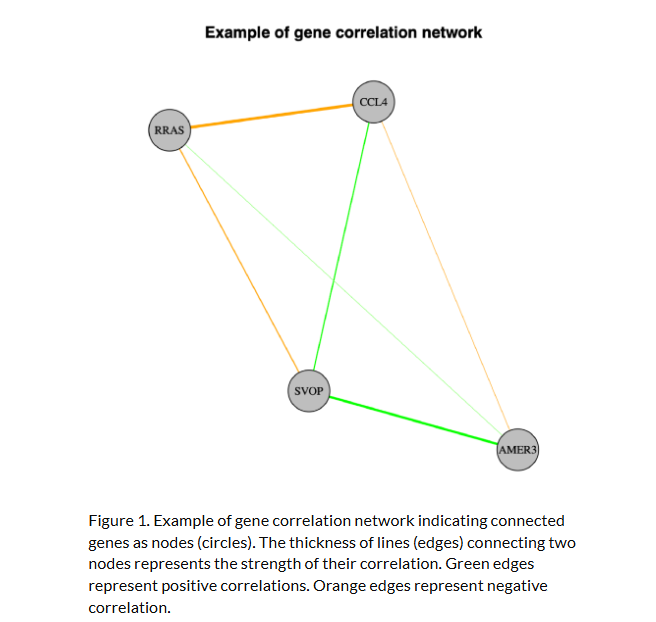 Example of gene correlation network
CCL4
RRAS
SVOP
AMER3
Figure 1. Example of gene correlation network indicating connected
genes as nodes (circles). The thickness of lines (edges) connecting two
nodes represents the strength of their correlation. Green edges
represent positive correlations. Orange edges represent negative
correlation.